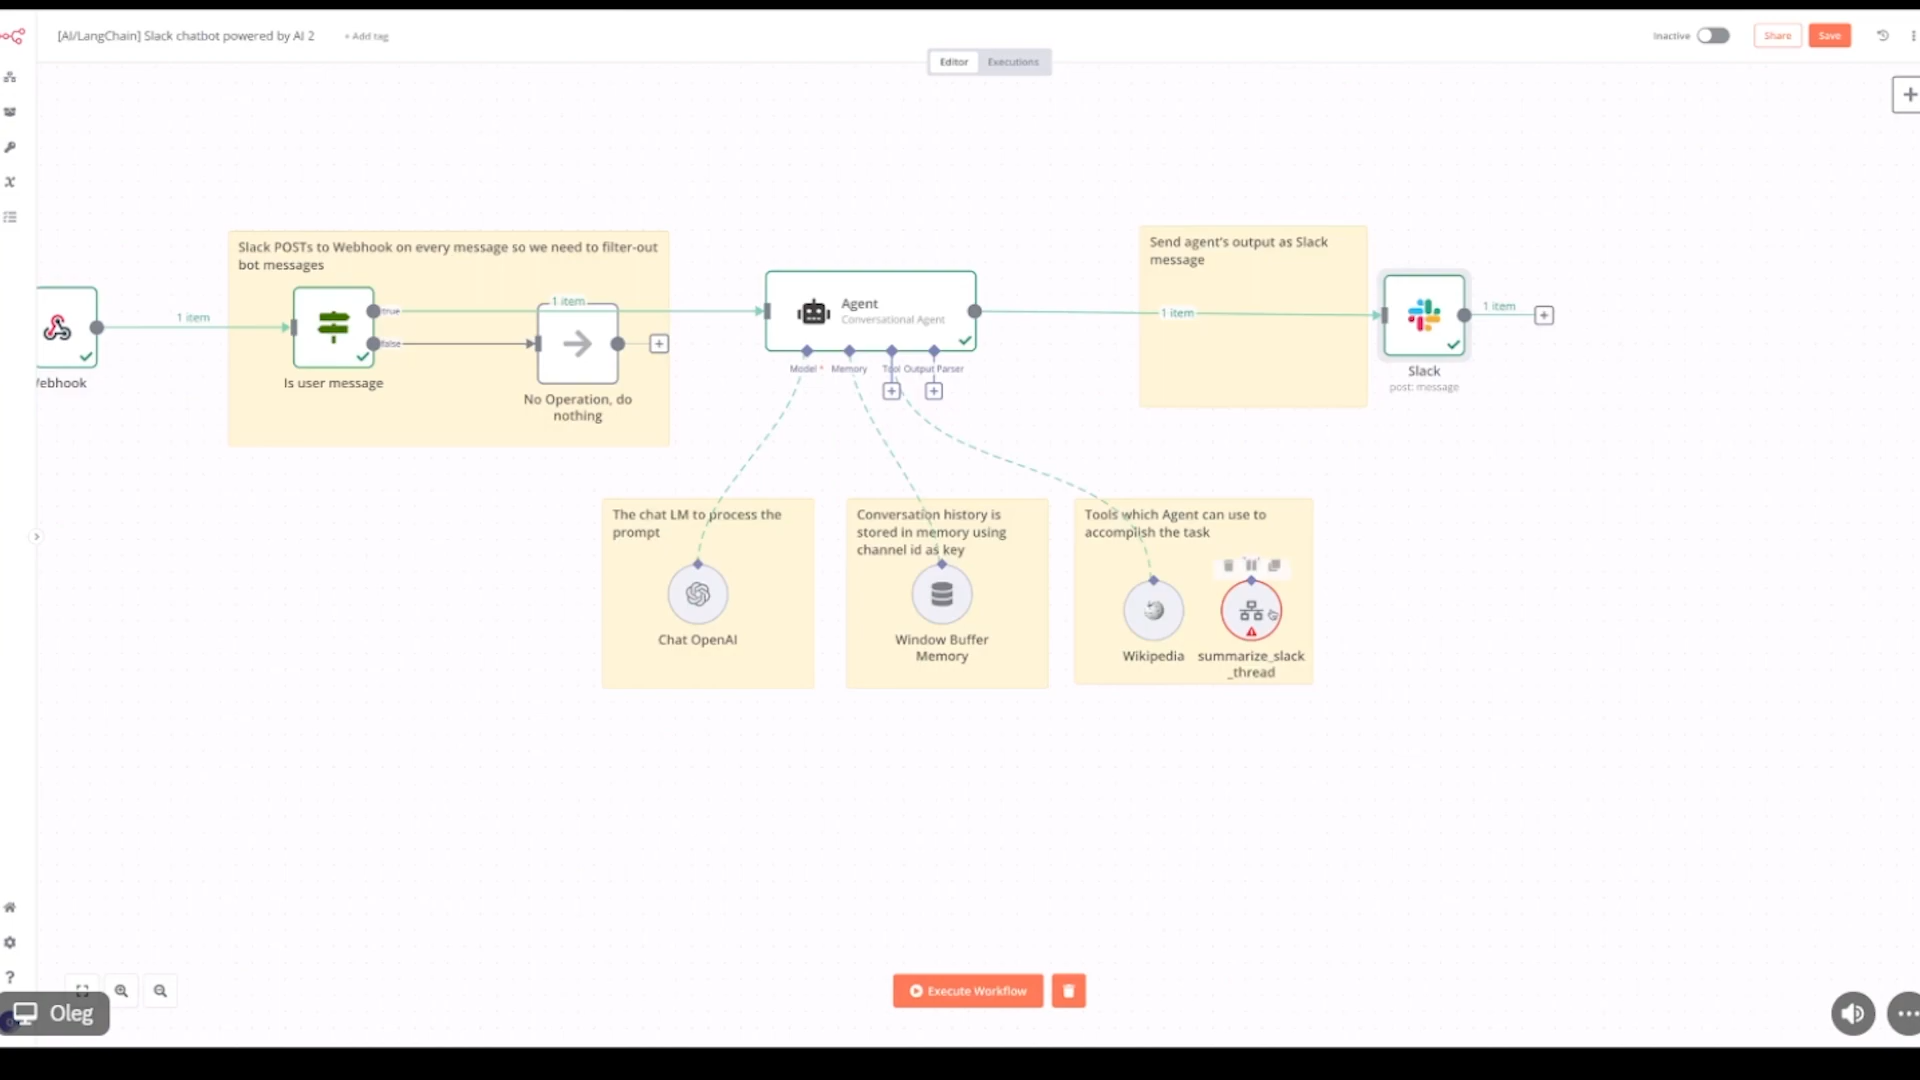 [AI/LangChain] Slack chatbot powered by AI 2
+ Add tag
Inactive
Share
Save
Editor
Executions
Slack POSTs to Webhook on every message so we need to filter-out
bot messages
1 item
true
false
1 item
Is user message
No Operation, do
nothing
Agent
Conversational Agent
Model *
Memory
Tool
Output Parser
Send agent's output as Slack
message
1 item
1 item
Slack
post: message
The chat LM to process the
prompt
Chat OpenAI
Conversation history is
stored in memory using
channel id as key
Window Buffer
Memory
Tools which Agent can use to
accomplish the task
Wikipedia
summarize_slack
_thread
Execute Workflow
Oleg